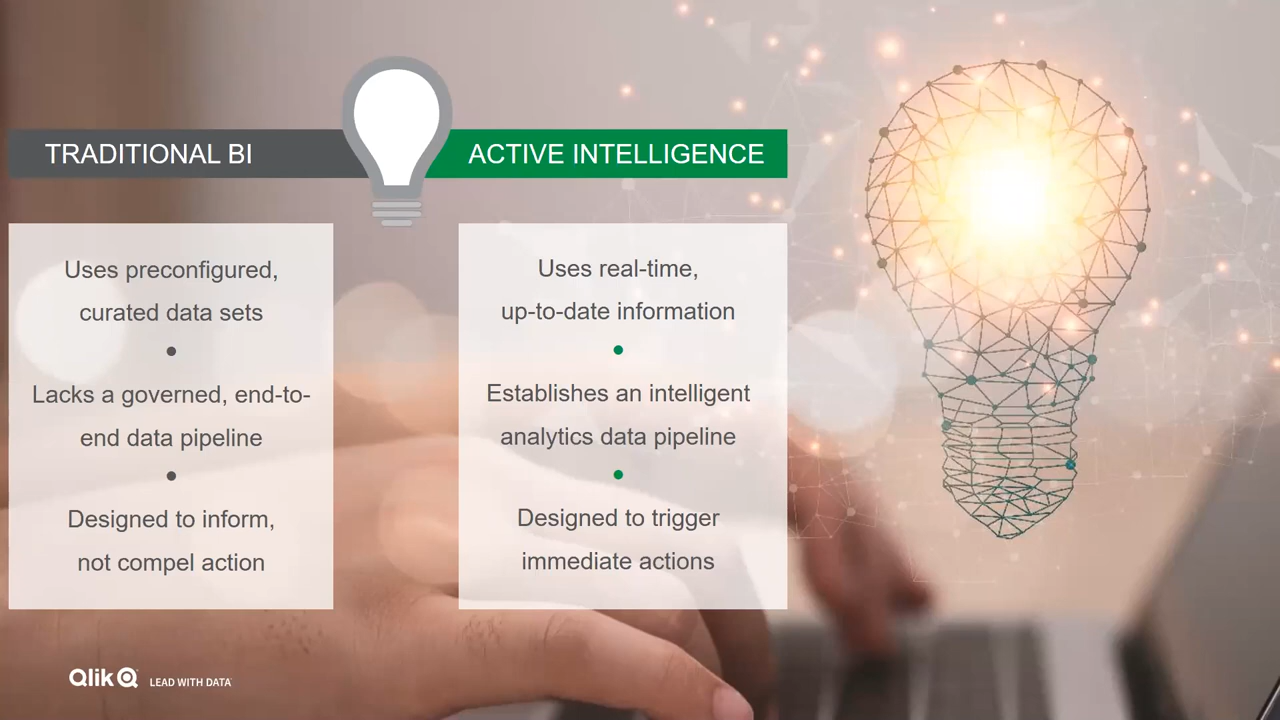 TRADITIONAL BI
ACTIVE INTELLIGENCE
Uses preconfigured,
curated data sets
Lacks a governed, end-to-
end data pipeline
Designed to inform,
not compel action
Uses real-time,
up-to-date information
Establishes an intelligent
analytics data pipeline
Designed to trigger
immediate actions
Qlik LEAD WITH DATA